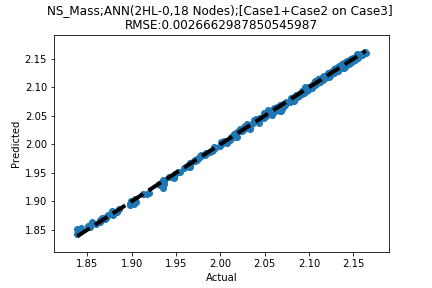 NS_Mass;ANN(2HL-0,18 Nodes);[Case1+Case2 on Case3]
RMSE:0.0026662987850545987
2.15
2.10
2.05
2.00
1.95
1.90
1.85
Predicted
1.85 1.90 1.95 2.00 2.05 2.10 2.15
Actual